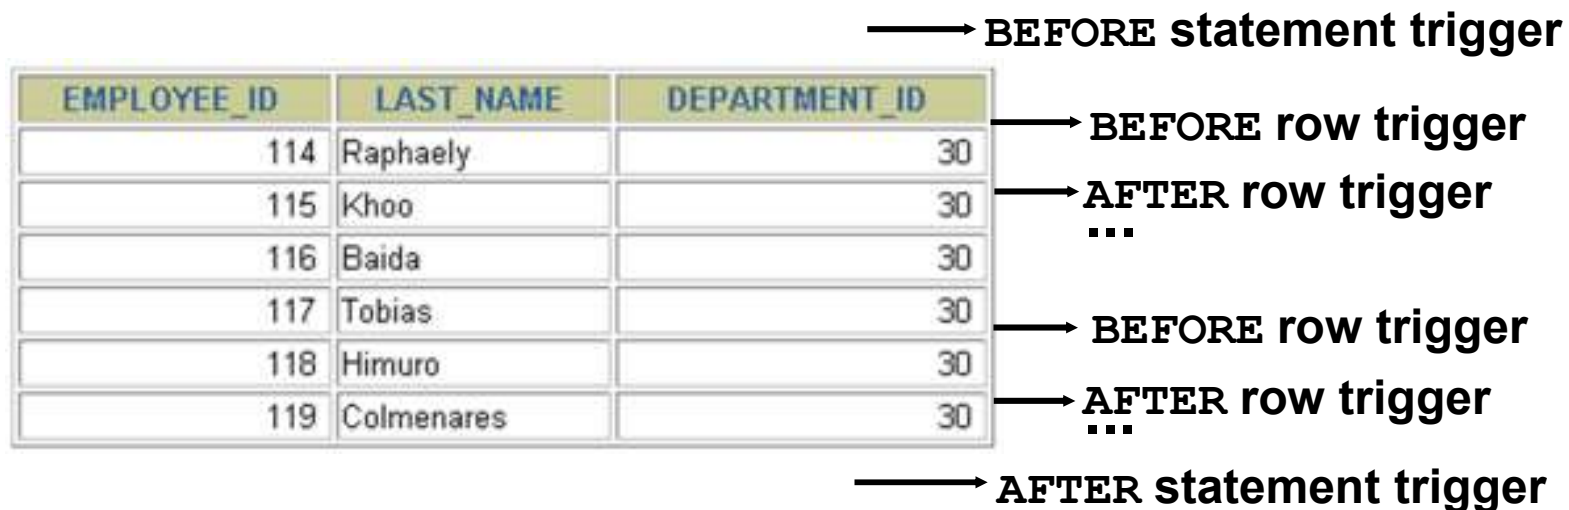 BEFORE statement trigger
EMPLOYEE_ID LAST_NAME DEPARTMENT_ID
BEFORE row trigger
114 Raphaely 30
AFTER row trigger
115 Khoo 30
...
116 Baida 30
117 Tobias 30
BEFORE row trigger
118 Himuro 30
AFTER row trigger
119 Colmenares 30
...
AFTER statement trigger